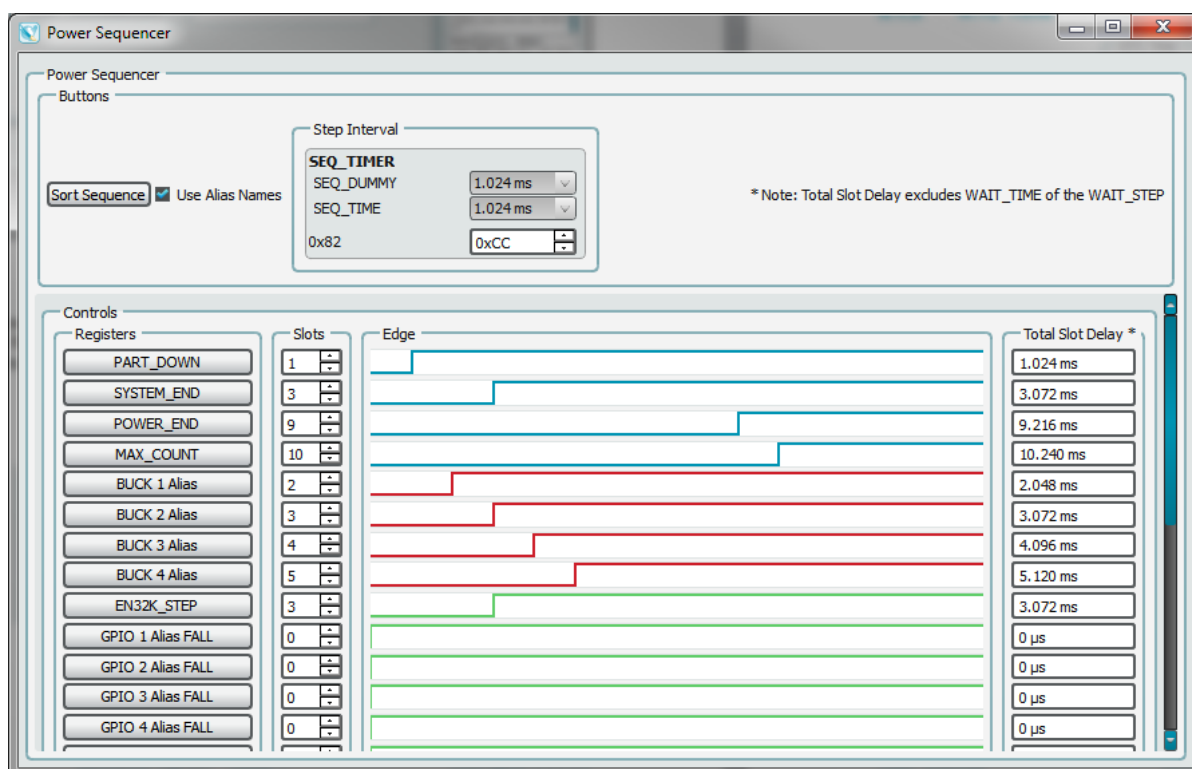 Power Sequencer
Power Sequencer
Buttons
Step Interval
SEQ_TIMER
SEQ_DUMMY 1.024 ms
Sort Sequence Use Alias Names
SEQ_TIME 1.024 ms
* Note: Total Slot Delay excludes WAIT_TIME of the WAIT_STEP
0x82 0xCC
Controls
Registers Slots Edge Total Slot Delay *
PART_DOWN 1 1.024 ms
SYSTEM_END 3 3.072 ms
POWER_END 9 9.216 ms
MAX_COUNT 10 10.240 ms
BUCK 1 Alias 2 2.048 ms
BUCK 2 Alias 3 3.072 ms
BUCK 3 Alias 4 4.096 ms
BUCK 4 Alias 5 5.120 ms
EN32K_STEP 3 3.072 ms
GPIO 1 Alias FALL 0 0 µs
GPIO 2 Alias FALL 0 0 µs
GPIO 3 Alias FALL 0 0 µs
GPIO 4 Alias FALL 0 0 µs